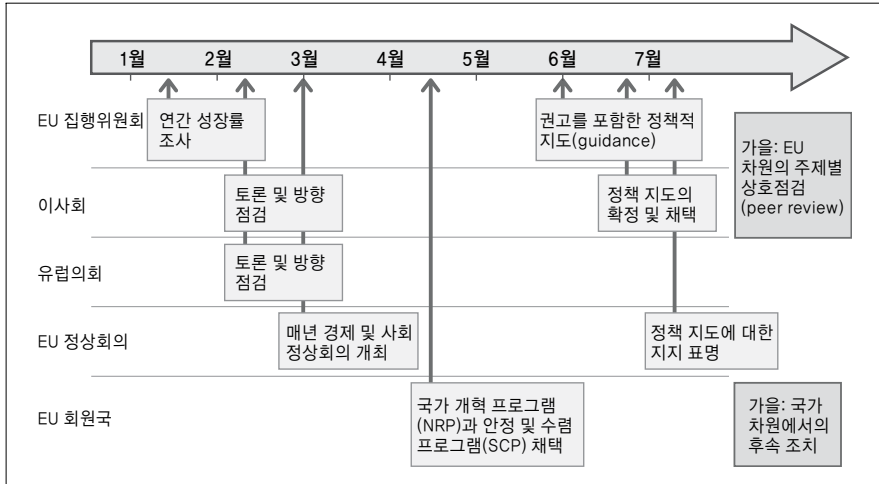 1월 2월 3월 4월 5월 6월 7월
EU 집행위원회
연간 성장률
조사
권고를 포함한 정책적
지도(guidance)
가을: EU
차원의 주제별
상호점검
(peer review)
이사회
토론 및 방향
점검
정책 지도의
확정 및 채택
유럽의회
토론 및 방향
점검
EU 정상회의
매년 경제 및 사회
정상회의 개최
정책 지도에 대한
지지 표명
EU 회원국
국가 개혁 프로그램
(NRP)과 안정 및 수렴
프로그램(SCP) 채택
가을: 국가
차원에서의
후속 조치